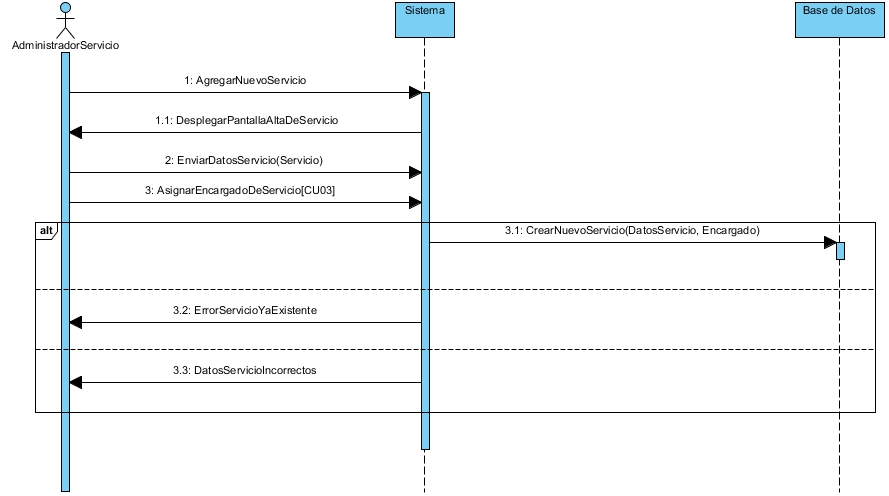 Sistema
Base de Datos
AdministradorServicio
1: AgregarNuevoServicio
1.1: DesplegarPantallaAltaDeServicio
2: EnviarDatosServicio(Servicio)
3: AsignarEncargadoDeServicio[CU03]
alt
3.1: CrearNuevoServicio(DatosServicio, Encargado)
3.2: ErrorServicioYaExistente
3.3: DatosServicioIncorrectos